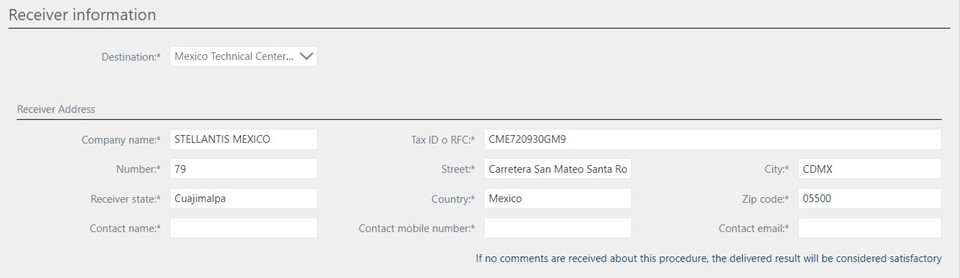 Receiver information
Destination:* Mexico Technical Center...
Receiver Address
Company name:* STELLANTIS MEXICO Tax ID o RFC:* CME720930GM9
Number:* 79 Street:* Carretera San Mateo Santa Ro City:* CDMX
Receiver state:* Cuajimalpa Country:* Mexico Zip code:* 05500
Contact name:* Contact mobile number:* Contact email:*
If no comments are received about this procedure, the delivered result will be considered satisfactory